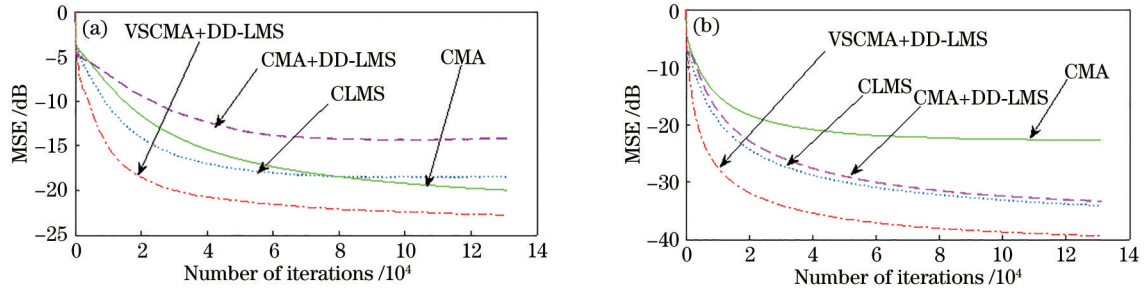 (a)
VSCMA+DD-LMS
CMA+DD-LMS
CMA
CLMS
MSE /dB
0
−5
−10
−15
−20
−25
0 2 4 6 8 10 12 14
Number of iterations /10⁴
(b)
VSCMA+DD-LMS
CLMS
CMA
CMA+DD-LMS
MSE /dB
0
−10
−20
−30
−40
0 2 4 6 8 10 12 14
Number of iterations /10⁴